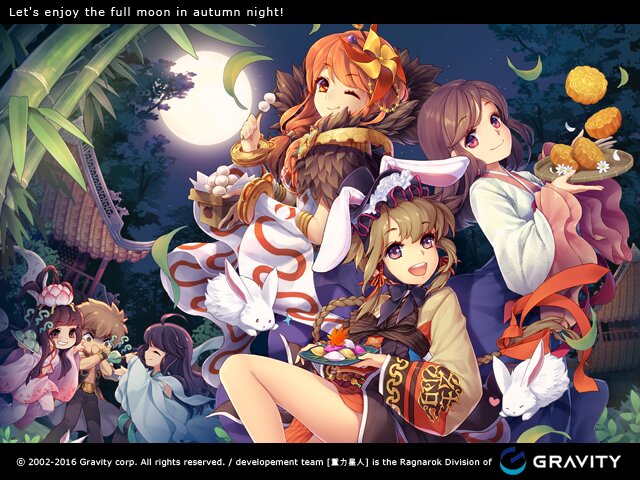 Let's enjoy the full moon in autumn night!
© 2002-2016 Gravity corp. All rights reserved. / developement team [重力星人] is the Ragnarok Division of GRAVITY